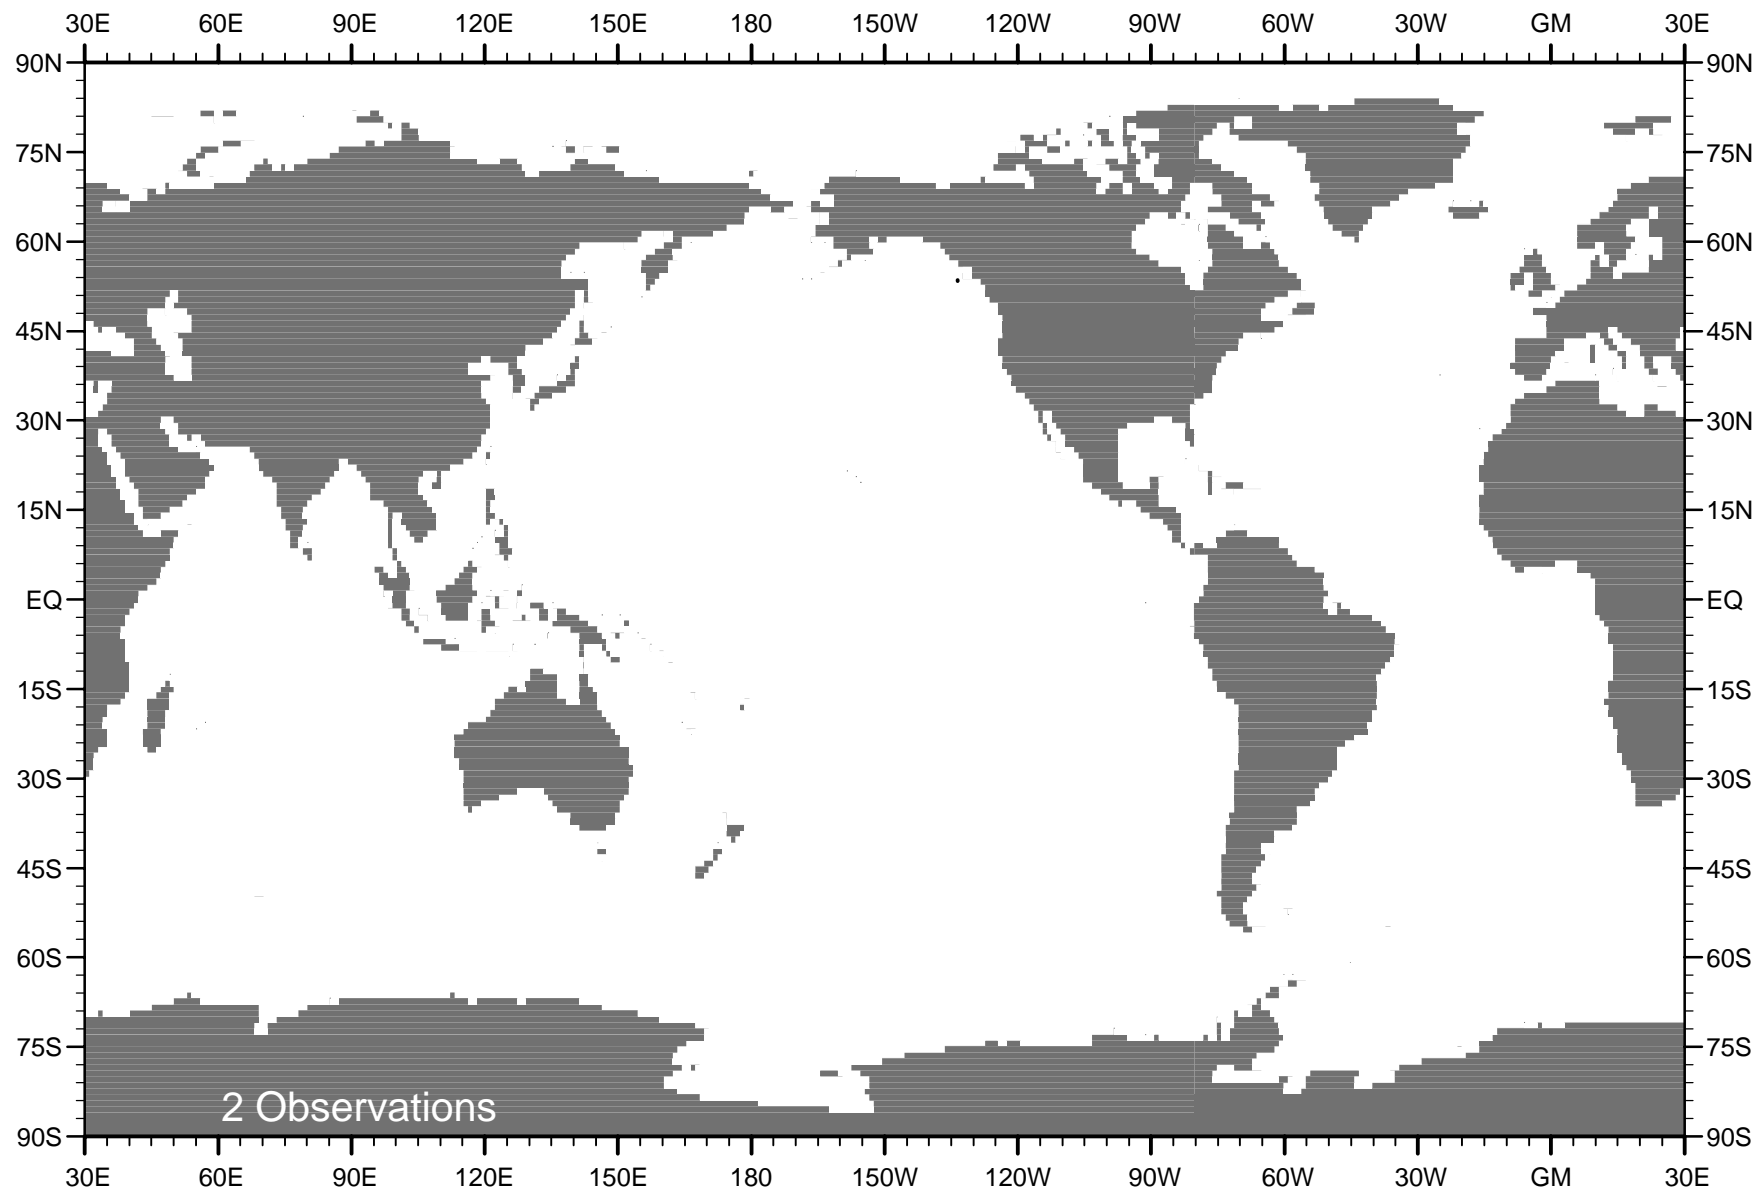 30E 60E 90E 120E 150E 180 150W 120W 90W 60W 30W GM 30E
90N 90N
75N 75N
60N 60N
45N 45N
30N 30N
15N 15N
EQ EQ
15S 15S
30S 30S
45S 45S
60S 60S
75S 75S
2 Observations
90S 90S
30E 60E 90E 120E 150E 180 150W 120W 90W 60W 30W GM 30E